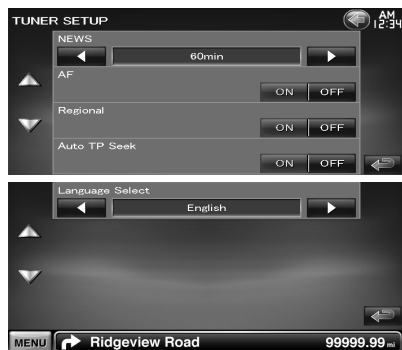 TUNER SETUP
AM
12:34
NEWS
60min
AF
ON OFF
Regional
ON OFF
Auto TP Seek
ON OFF
Language Select
English
MENU Ridgeview Road 99999.99 mi